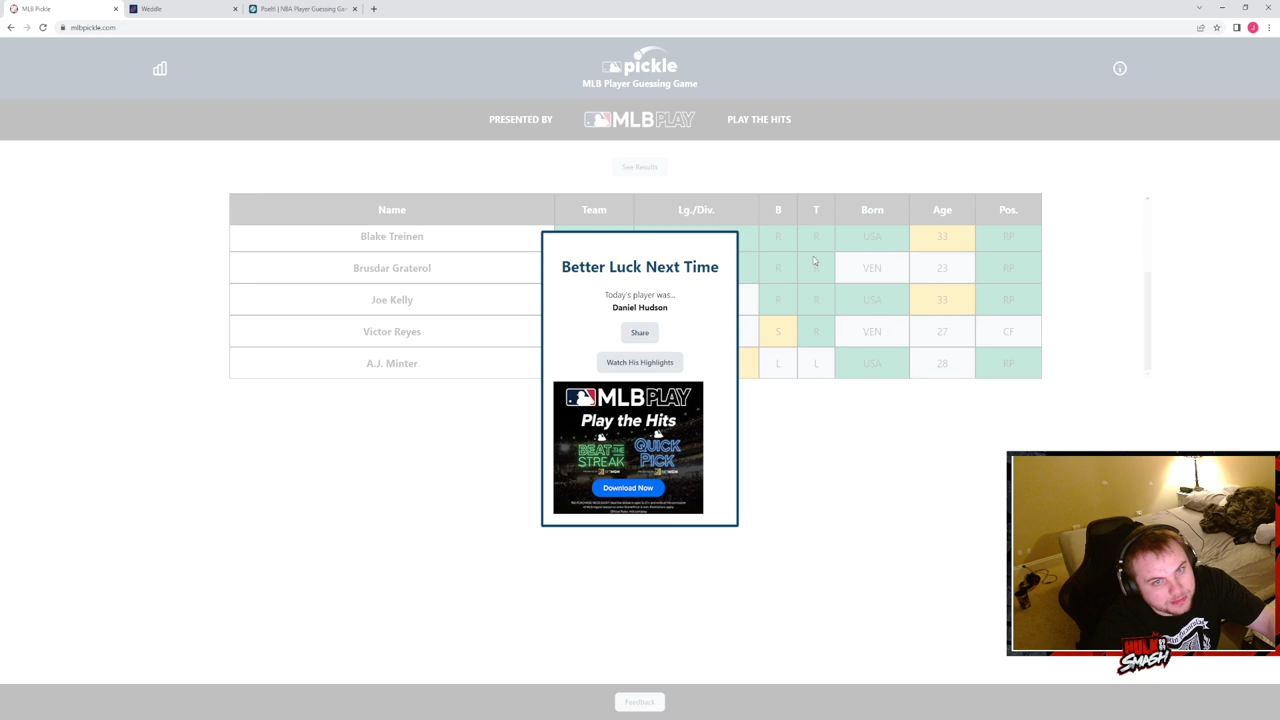 MLB Pickle
Weddle
Poeltl | NBA Player Guessing Ga
mlbpickle.com
J
pickle
MLB Player Guessing Game
PRESENTED BY
MLB PLAY
PLAY THE HITS
See Results
Name Team Lg./Div. B T Born Age Pos.
Blake Treinen R R USA 33 RP
Brusdar Graterol R R VEN 23 RP
Joe Kelly R R USA 33 RP
Victor Reyes S R VEN 27 CF
A.J. Minter L L USA 28 RP
Better Luck Next Time
Today's player was...
Daniel Hudson
Share
Watch His Highlights
MLB PLAY
Play the Hits
BEAT THE
STREAK
QUICK
PICK
Download Now
HULK
SMASH
Feedback